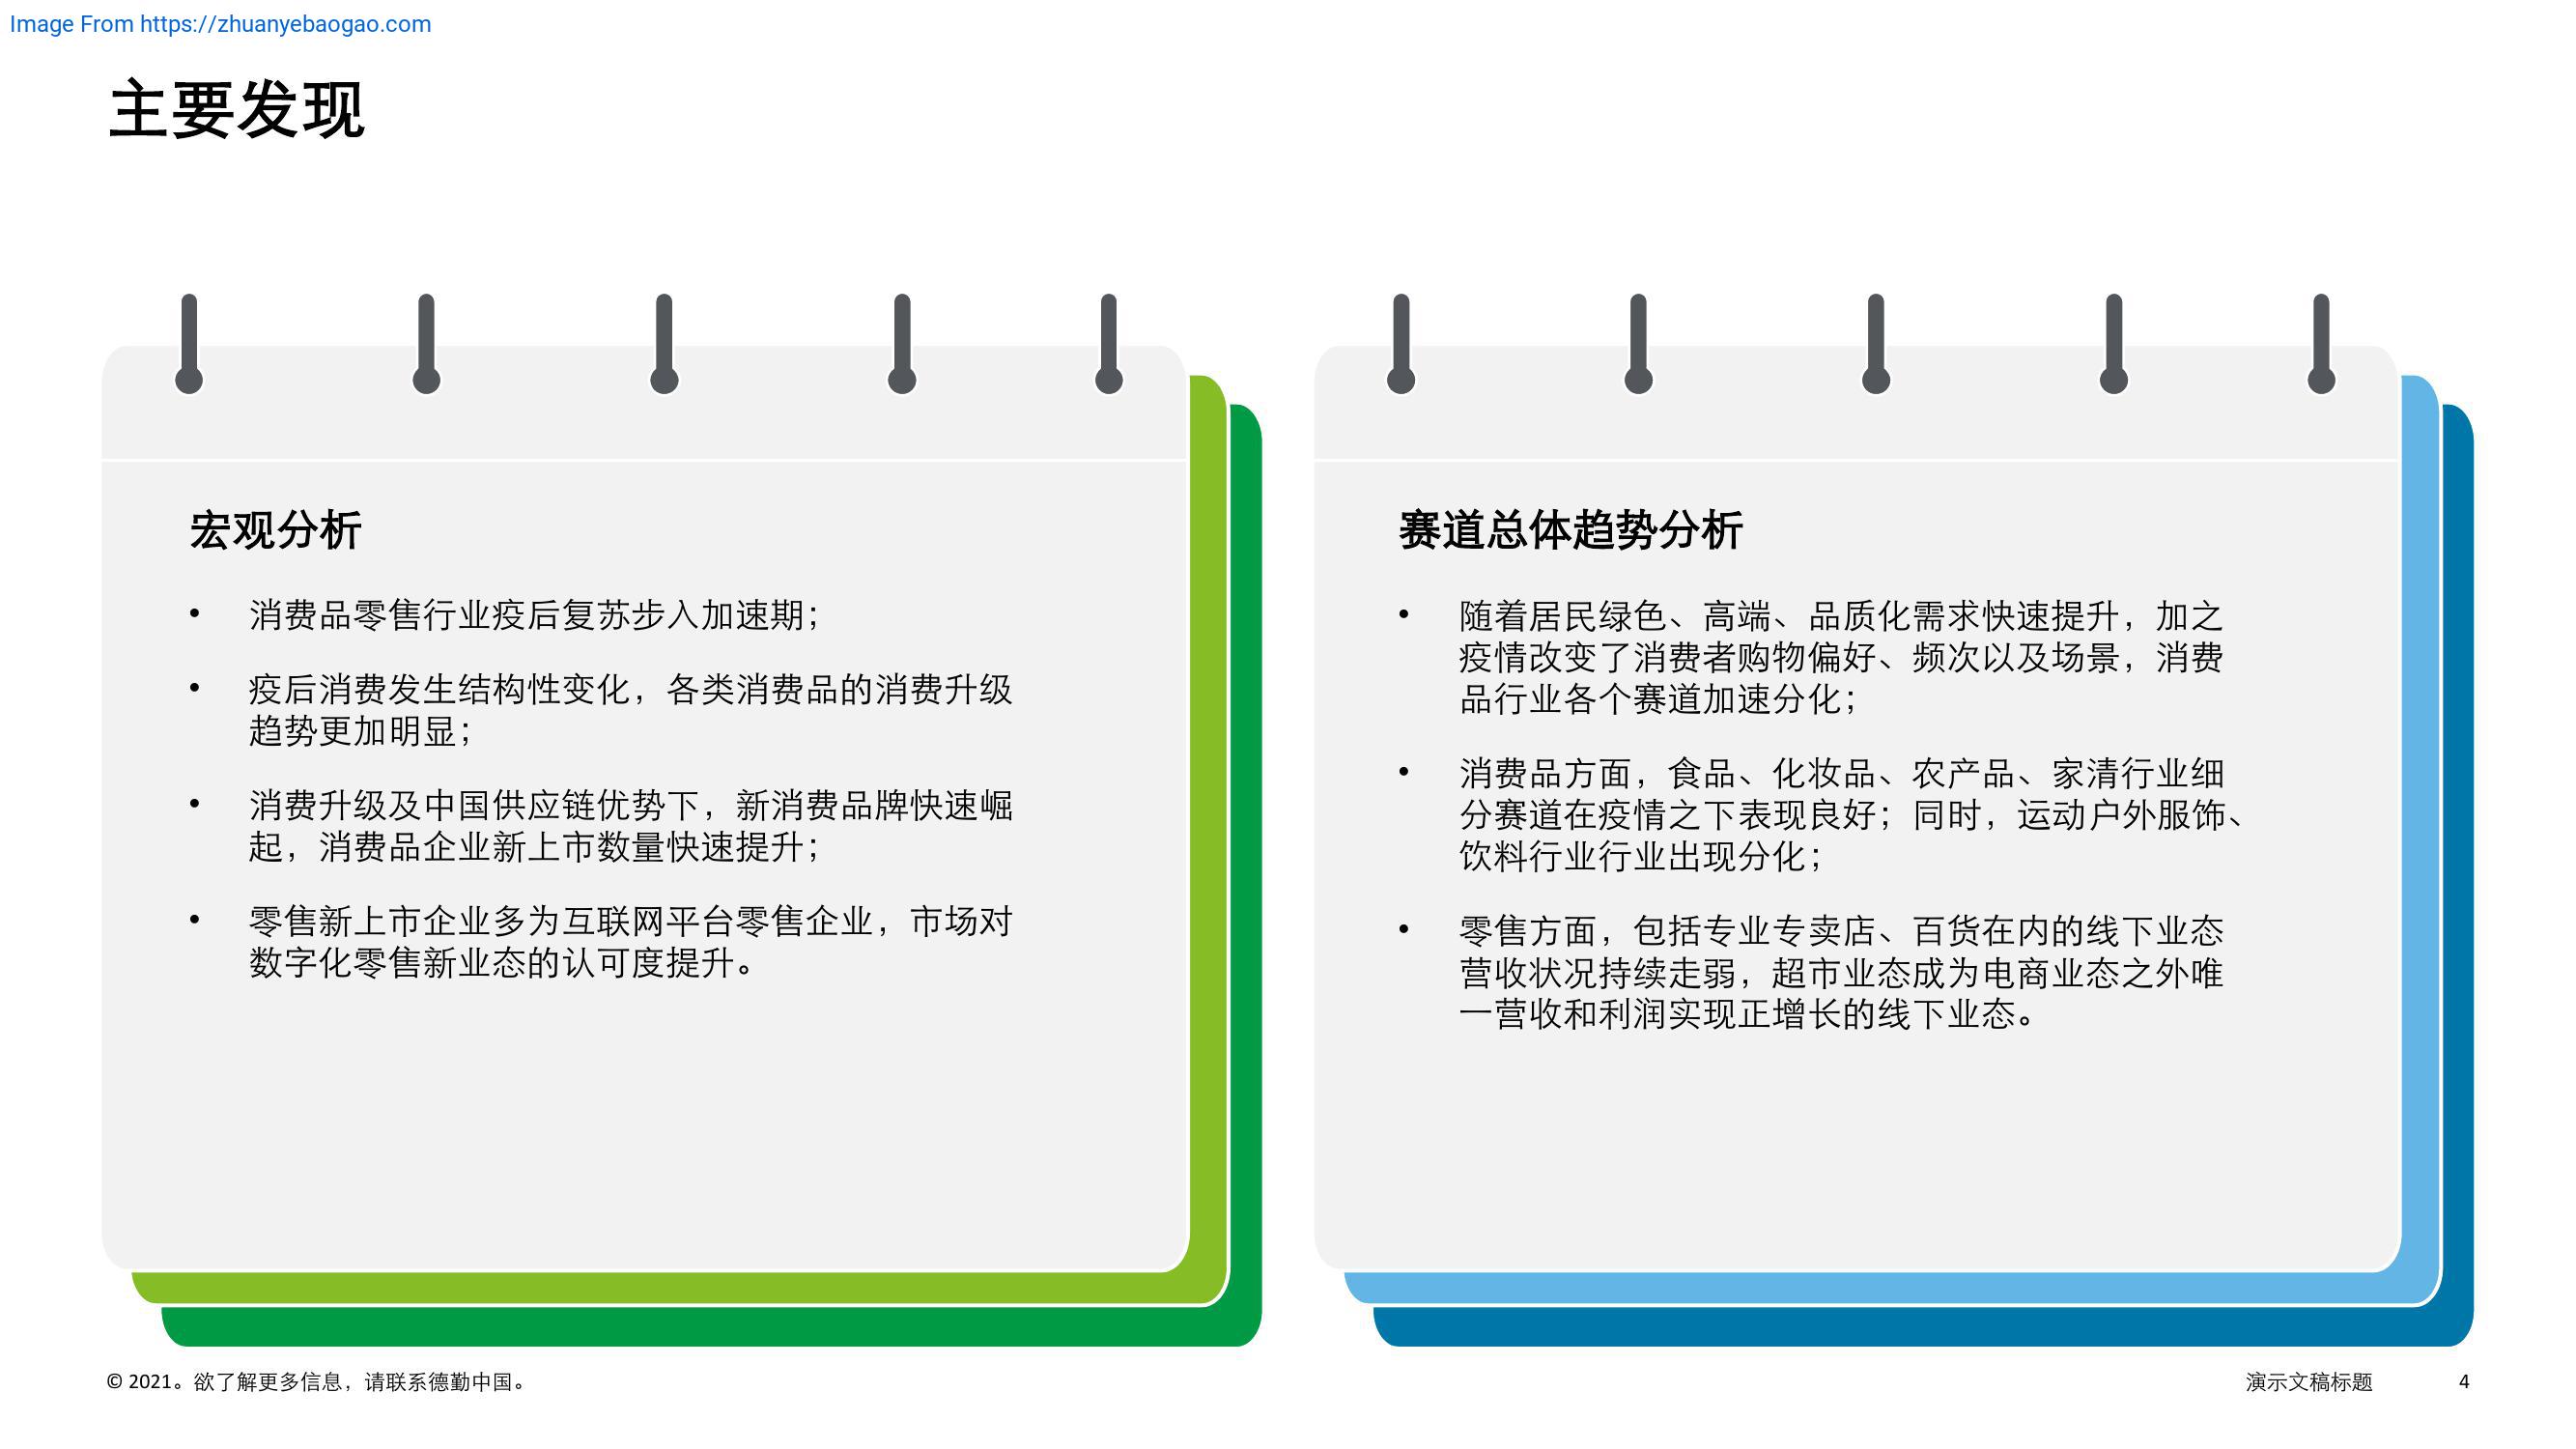 Image From https://zhuanyebaogao.com
主要发现
宏观分析
• 消费品零售行业疫后复苏步入加速期；
• 疫后消费发生结构性变化，各类消费品的消费升级
趋势更加明显；
• 消费升级及中国供应链优势下，新消费品牌快速崛
起，消费品企业新上市数量快速提升；
• 零售新上市企业多为互联网平台零售企业，市场对
数字化零售新业态的认可度提升。
赛道总体趋势分析
• 随着居民绿色、高端、品质化需求快速提升，加之
疫情改变了消费者购物偏好、频次以及场景，消费
品行业各个赛道加速分化；
• 消费品方面，食品、化妆品、农产品、家清行业细
分赛道在疫情之下表现良好；同时，运动户外服饰、
饮料行业行业出现分化；
• 零售方面，包括专业专卖店、百货在内的线下业态
营收状况持续走弱，超市业态成为电商业态之外唯
一营收和利润实现正增长的线下业态。
© 2021。欲了解更多信息，请联系德勤中国。
演示文稿标题 4